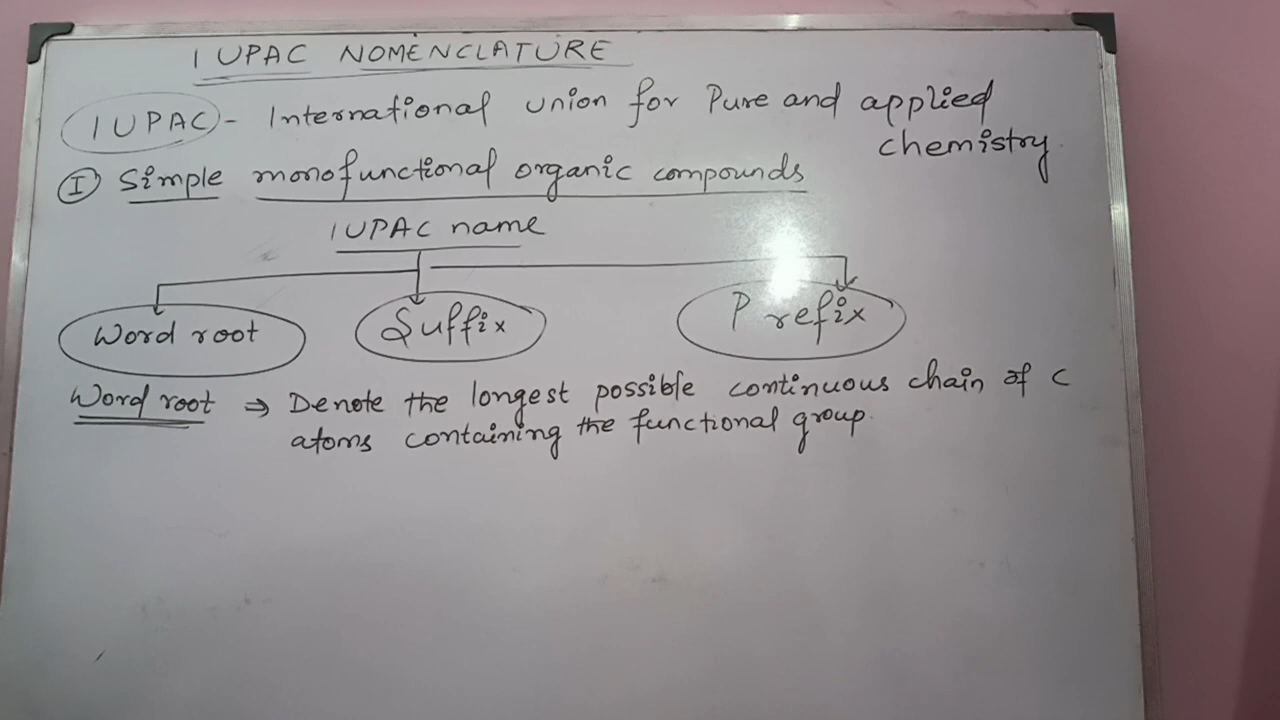 IUPAC NOMENCLATURE
IUPAC - International union for Pure and applied
chemistry.
I Simple monofunctional organic compounds
IUPAC name
Word root Suffix Prefix
Word root ⇒ Denote the longest possible continuous chain of C
atoms containing the functional group.